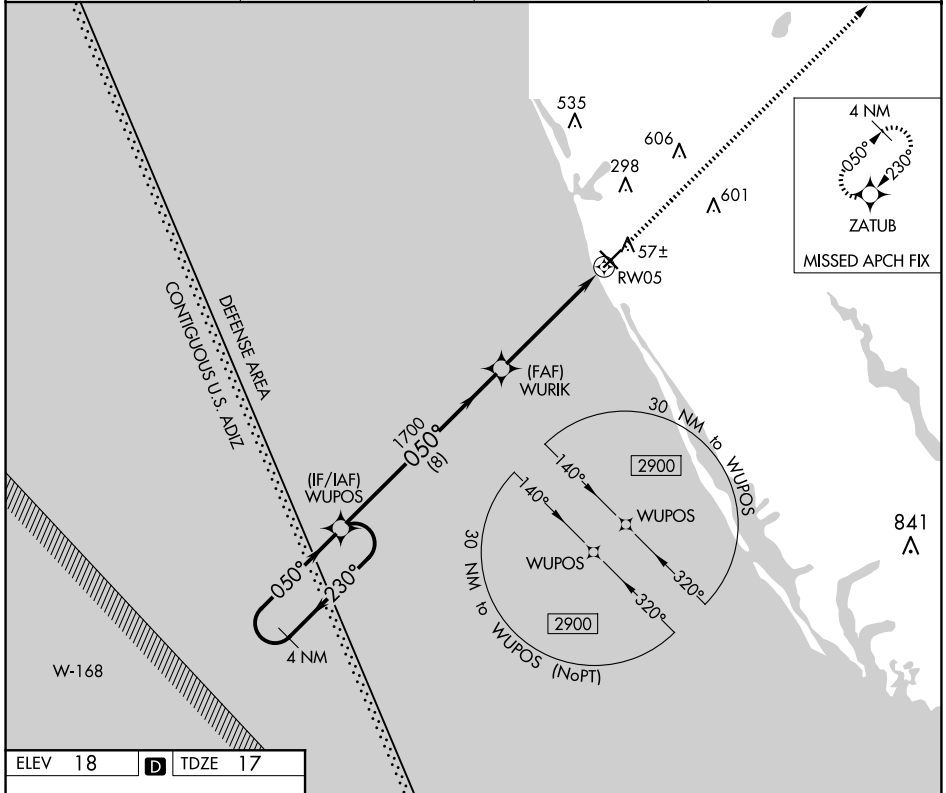 535
606
298
601
57±
RW05
4 NM
050°
230°
ZATUB
MISSED APCH FIX
DEFENSE AREA
CONTIGUOUS U.S. ADIZ
(FAF)
WURIK
1700
050°
(8)
(IF/IAF)
WUPOS
050°
230°
4 NM
30 NM to WUPOS
2900
140°
WUPOS
320°
140°
WUPOS
320°
2900
30 NM to WUPOS (NoPT)
841
W-168
ELEV 18 D TDZE 17